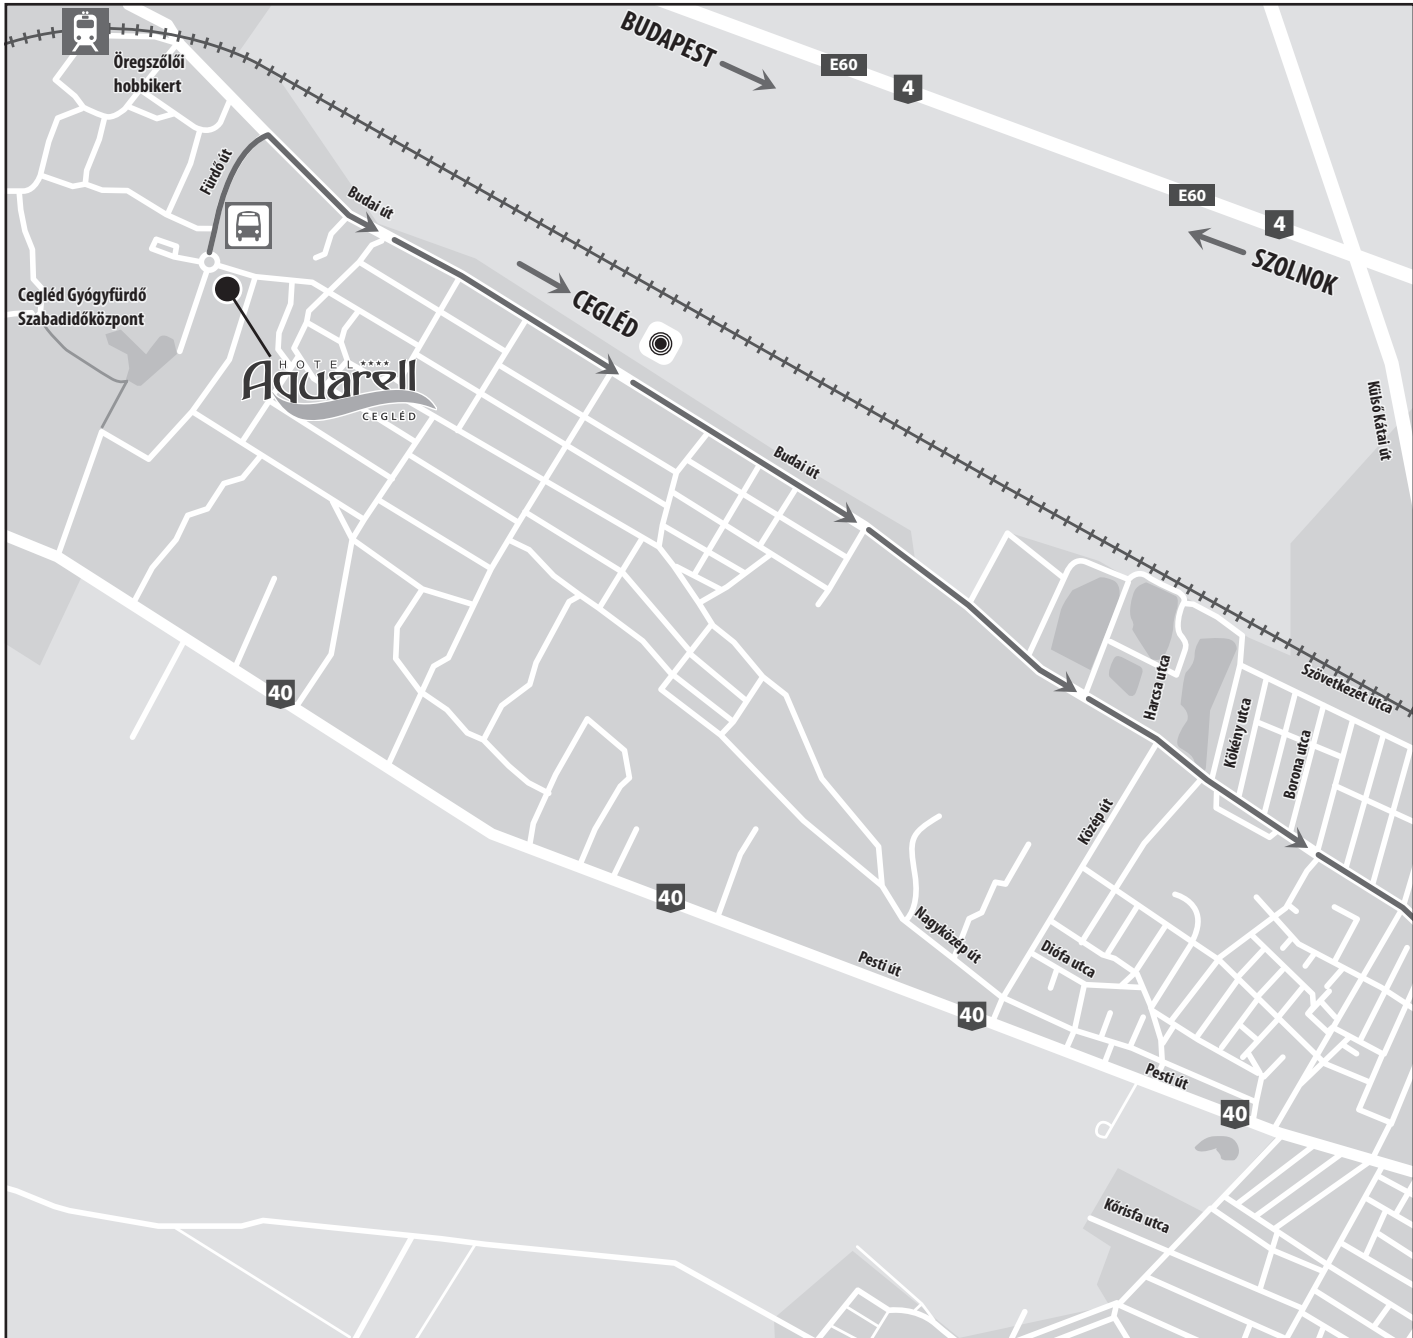 BUDAPEST
E60
4
Öregszőlői
hobbikert
Fürdő út
Budai út
E60
4
SZOLNOK
CEGLÉD
Cegléd Gyógyfürdő
Szabadidőközpont
HOTEL ****
Aquarell
CEGLÉD
Külső Kátai út
Budai út
Szövetkezet utca
Harcsa utca
Kökény utca
Borona utca
40
Közép út
40
Nagyközép út
Diófa utca
Pesti út
40
Pesti út
40
Kőrisfa utca